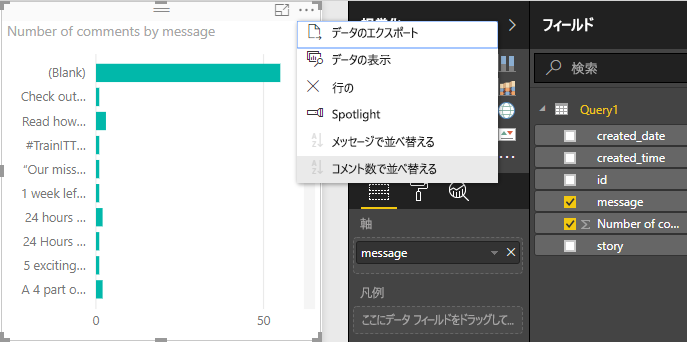 Number of comments by message
(Blank)
Check out...
Read how...
#TrainITT...
“Our miss...
1 week lef...
24 hours ...
24 Hours ...
5 exciting...
A 4 part o...
0
50
データのエクスポート
データの表示
行の
Spotlight
メッセージで並べ替える
コメント数で並べ替える
軸
message
凡例
ここにデータ フィールドをドラッグして...
フィールド
検索
Query1
created_date
created_time
id
message
Number of co...
story